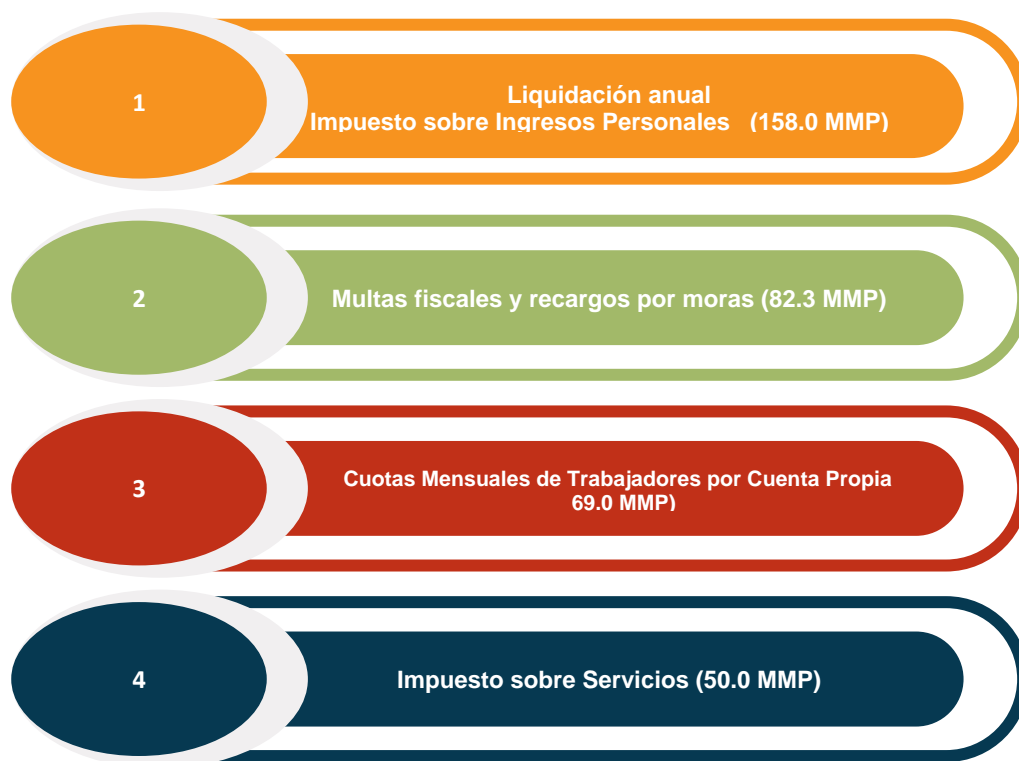 1
Liquidación anual
Impuesto sobre Ingresos Personales (158.0 MMP)
2
Multas fiscales y recargos por moras (82.3 MMP)
3
Cuotas Mensuales de Trabajadores por Cuenta Propia
69.0 MMP)
4
Impuesto sobre Servicios (50.0 MMP)